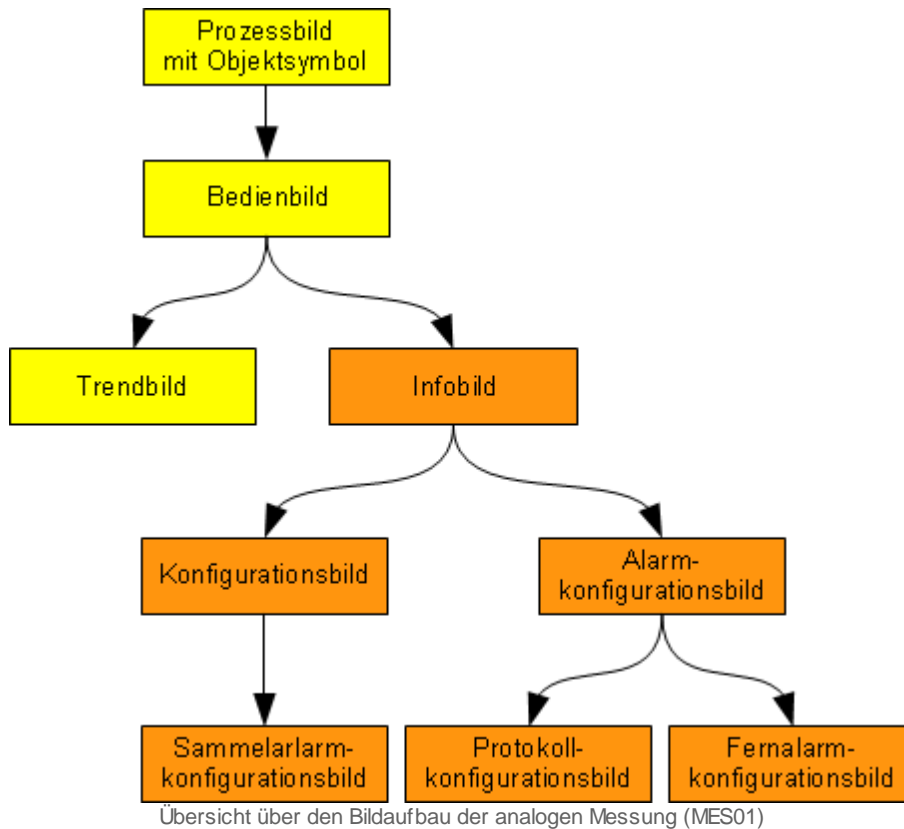 Prozessbild
mit Objektsymbol
Bedienbild
Trendbild
Infobild
Konfigurationsbild
Alarm-
konfigurationsbild
Sammelarlarm-
konfigurationsbild
Protokoll-
konfigurationsbild
Fernalarm-
konfigurationsbild
Übersicht über den Bildaufbau der analogen Messung (MES01)